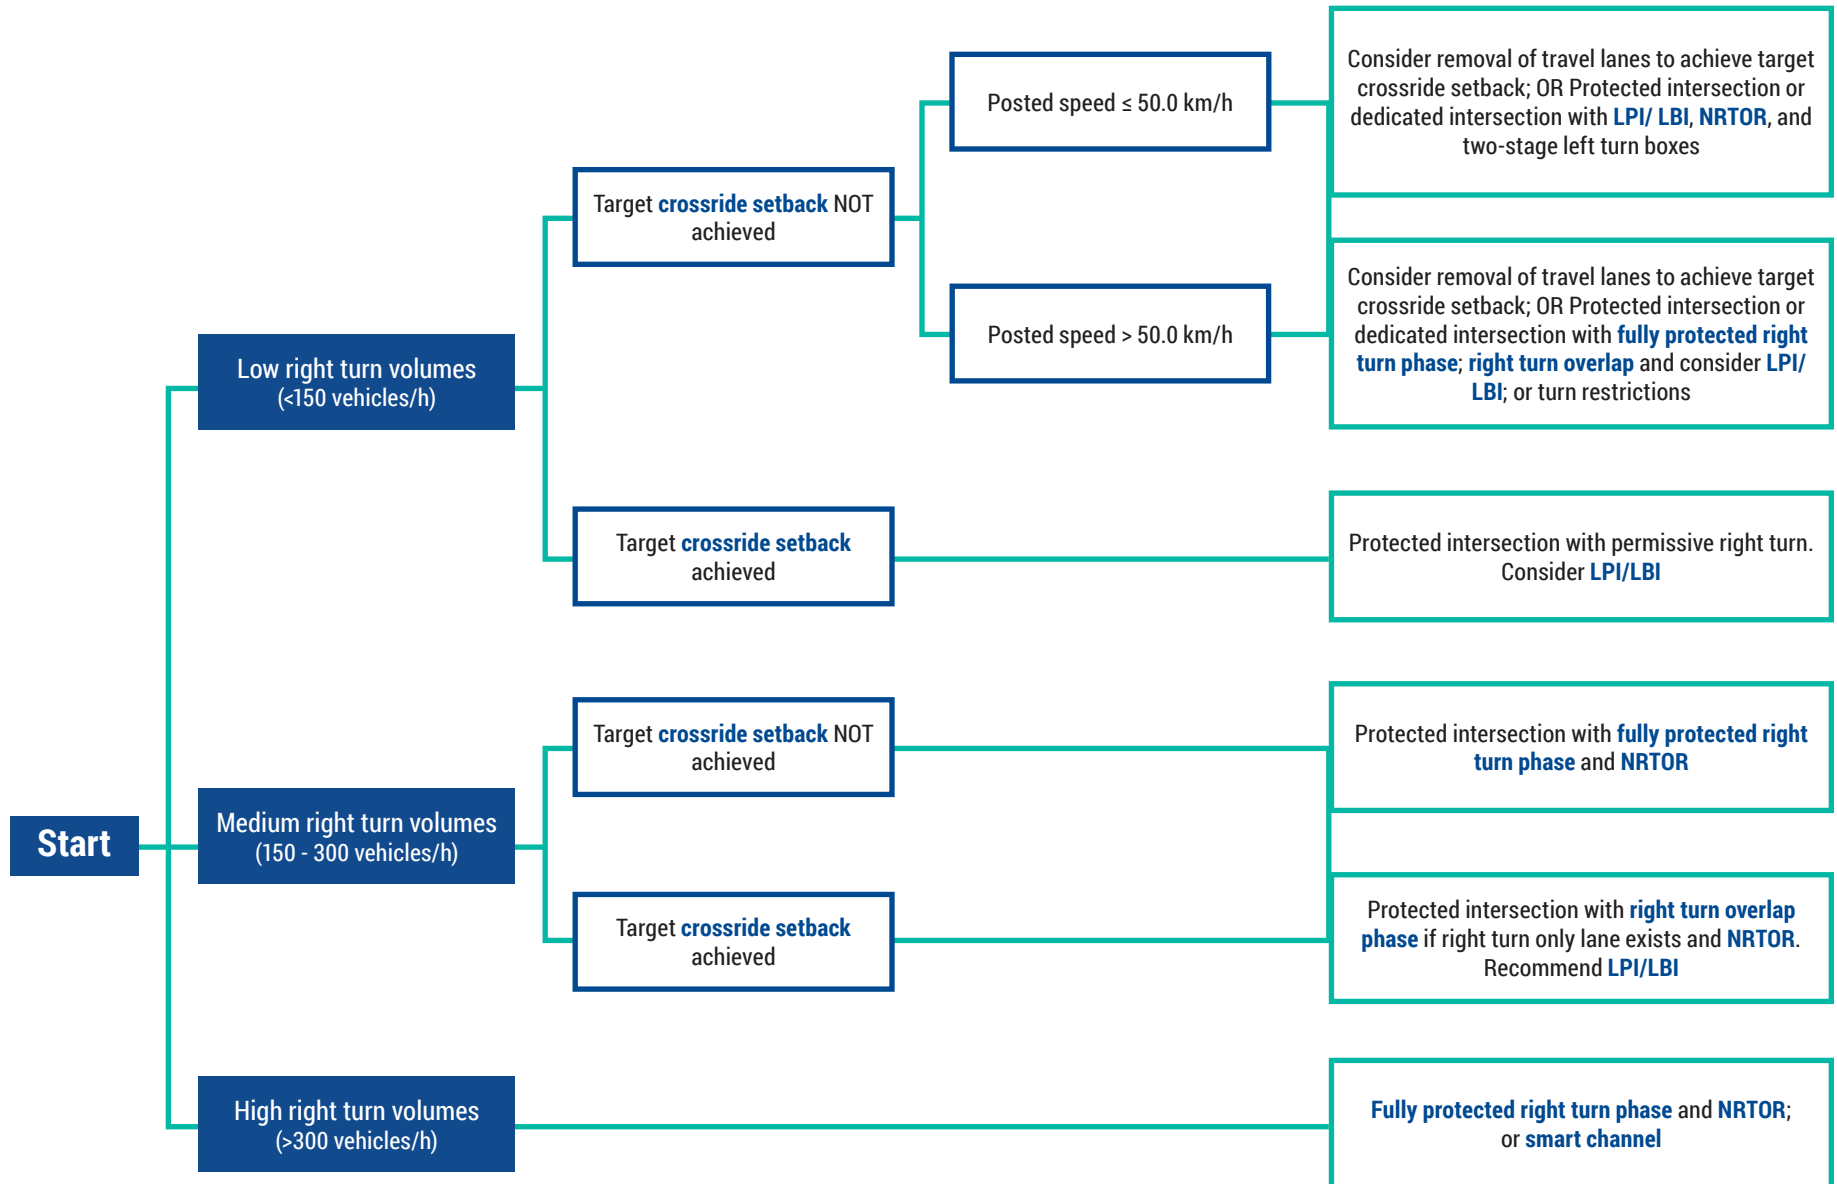 Start
Low right turn volumes
(<150 vehicles/h)
Target crossride setback NOT
achieved
Posted speed ≤ 50.0 km/h
Consider removal of travel lanes to achieve target
crossride setback; OR Protected intersection or
dedicated intersection with LPI/ LBI, NRTOR, and
two-stage left turn boxes
Posted speed > 50.0 km/h
Consider removal of travel lanes to achieve target
crossride setback; OR Protected intersection or
dedicated intersection with fully protected right
turn phase; right turn overlap and consider LPI/
LBI; or turn restrictions
Target crossride setback
achieved
Protected intersection with permissive right turn.
Consider LPI/LBI
Medium right turn volumes
(150 - 300 vehicles/h)
Target crossride setback NOT
achieved
Protected intersection with fully protected right
turn phase and NRTOR
Target crossride setback
achieved
Protected intersection with right turn overlap
phase if right turn only lane exists and NRTOR.
Recommend LPI/LBI
High right turn volumes
(>300 vehicles/h)
Fully protected right turn phase and NRTOR;
or smart channel